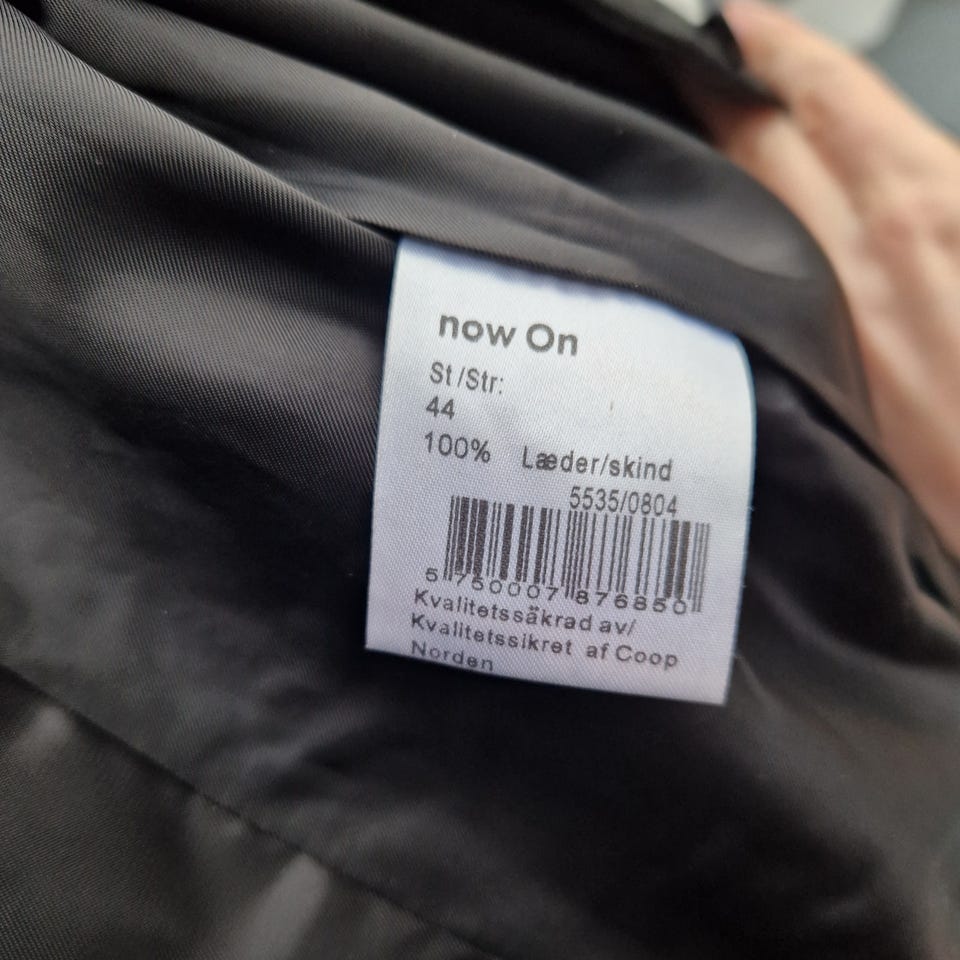 now On
St /Str:
44
100% Læder/skind
5535/0804
5 750007 876850
Kvalitetssäkrad av/
Kvalitetssikret af Coop
Norden